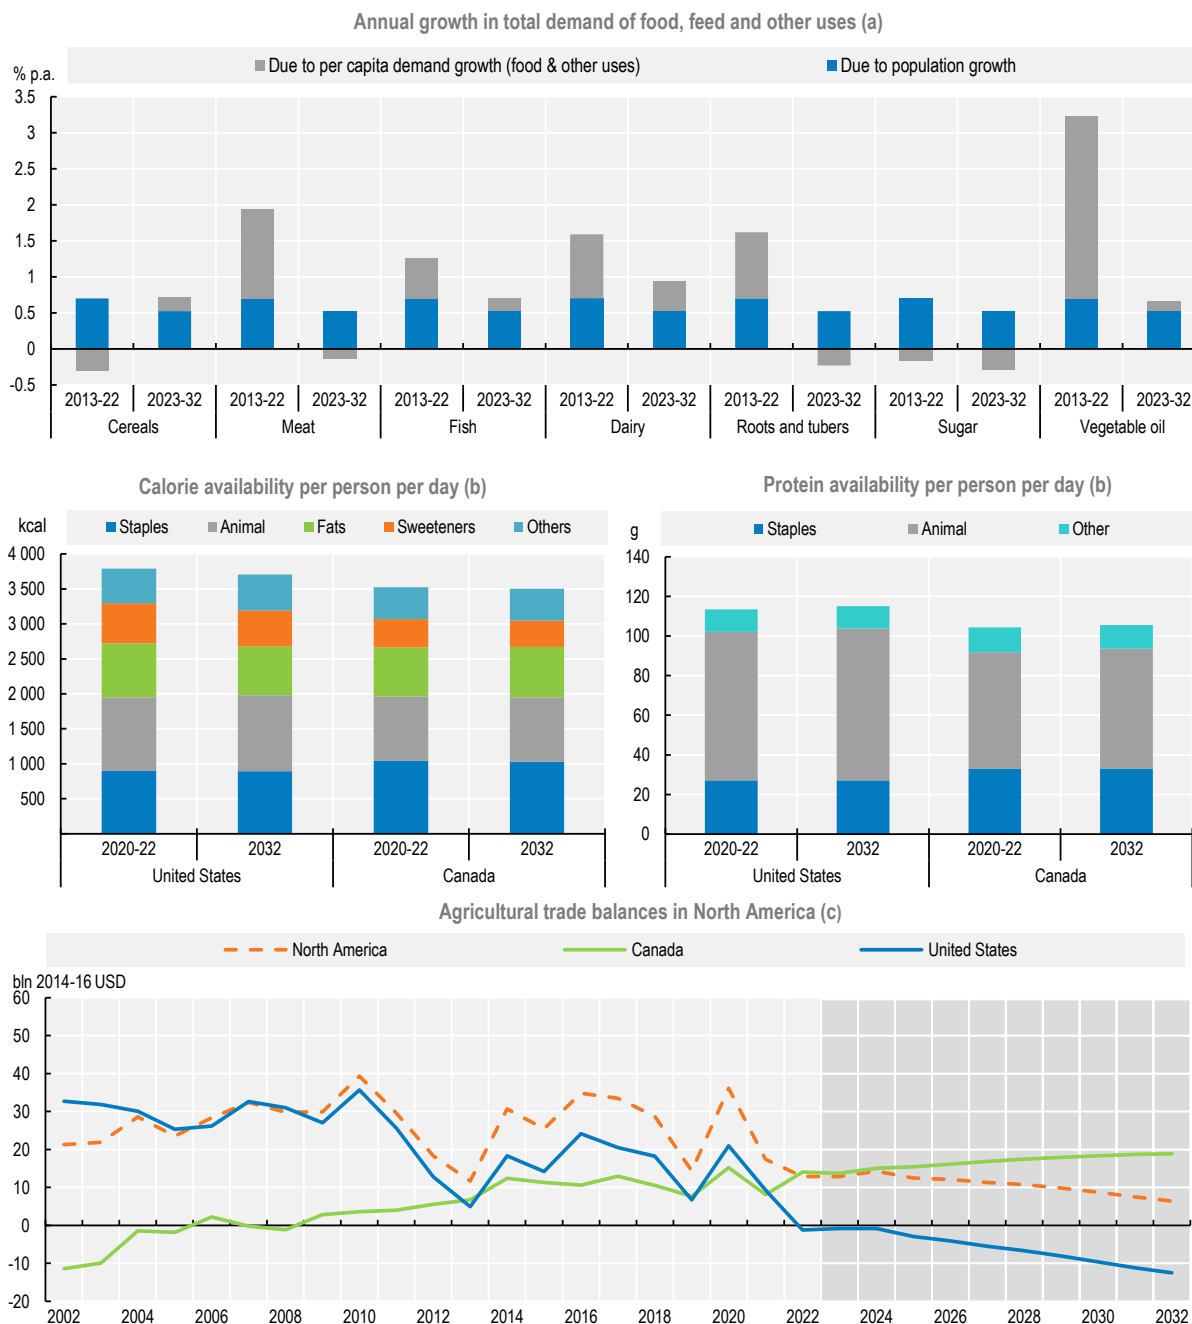 Annual growth in total demand of food, feed and other uses (a)
Due to per capita demand growth (food & other uses) Due to population growth
% p.a.
3.5
3
2.5
2
1.5
1
0.5
0
-0.5
2013-22 2023-32 2013-22 2023-32 2013-22 2023-32 2013-22 2023-32 2013-22 2023-32 2013-22 2023-32 2013-22 2023-32
Cereals Meat Fish Dairy Roots and tubers Sugar Vegetable oil
Calorie availability per person per day (b)
kcal
Staples Animal Fats Sweeteners Others
4 000
3 500
3 000
2 500
2 000
1 500
1 000
500
2020-22 2032 2020-22 2032
United States Canada
Protein availability per person per day (b)
g
Staples Animal Other
140
120
100
80
60
40
20
0
2020-22 2032 2020-22 2032
United States Canada
Agricultural trade balances in North America (c)
North America Canada United States
bln 2014-16 USD
60
50
40
30
20
10
0
-10
-20
2002 2004 2006 2008 2010 2012 2014 2016 2018 2020 2022 2024 2026 2028 2030 2032